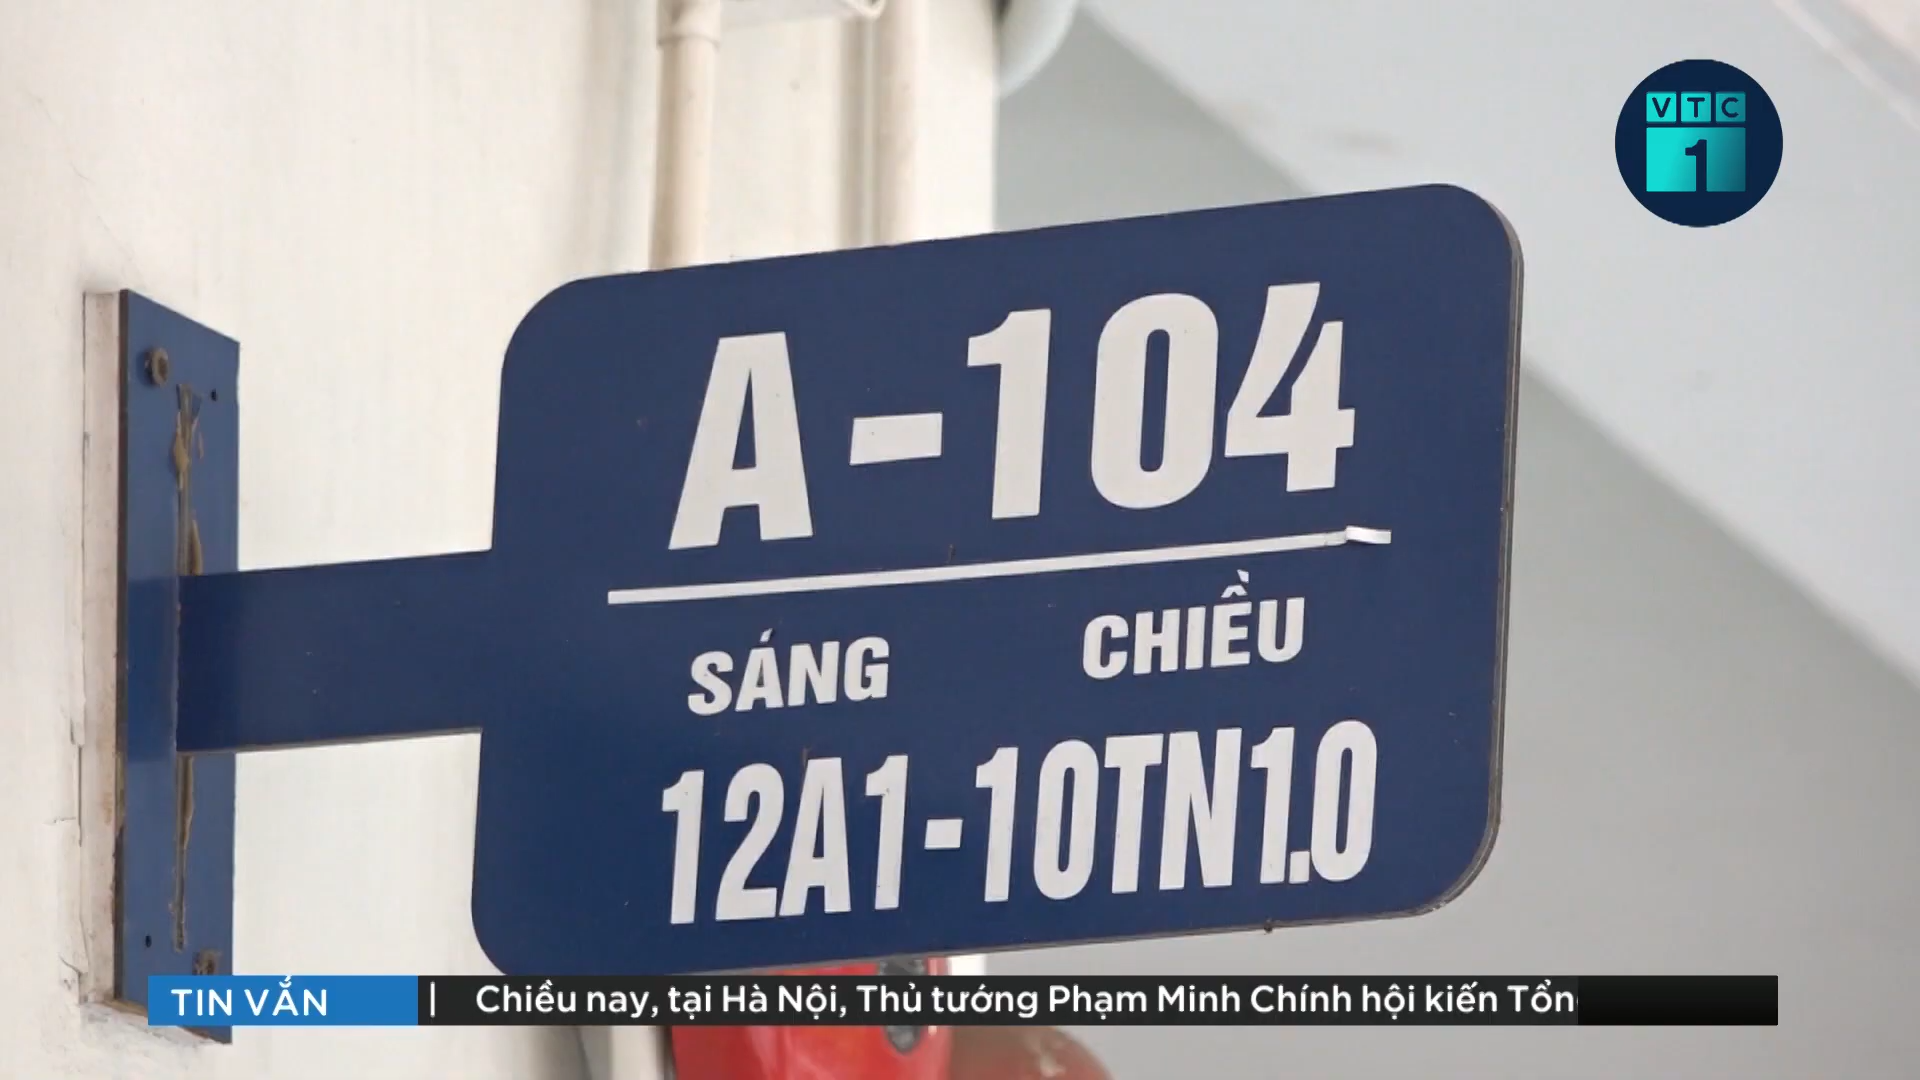 VTC
1
A-104
SÁNG CHIỀU
12A1-10TN1.0
TIN VẮN | Chiều nay, tại Hà Nội, Thủ tướng Phạm Minh Chính hội kiến Tổn